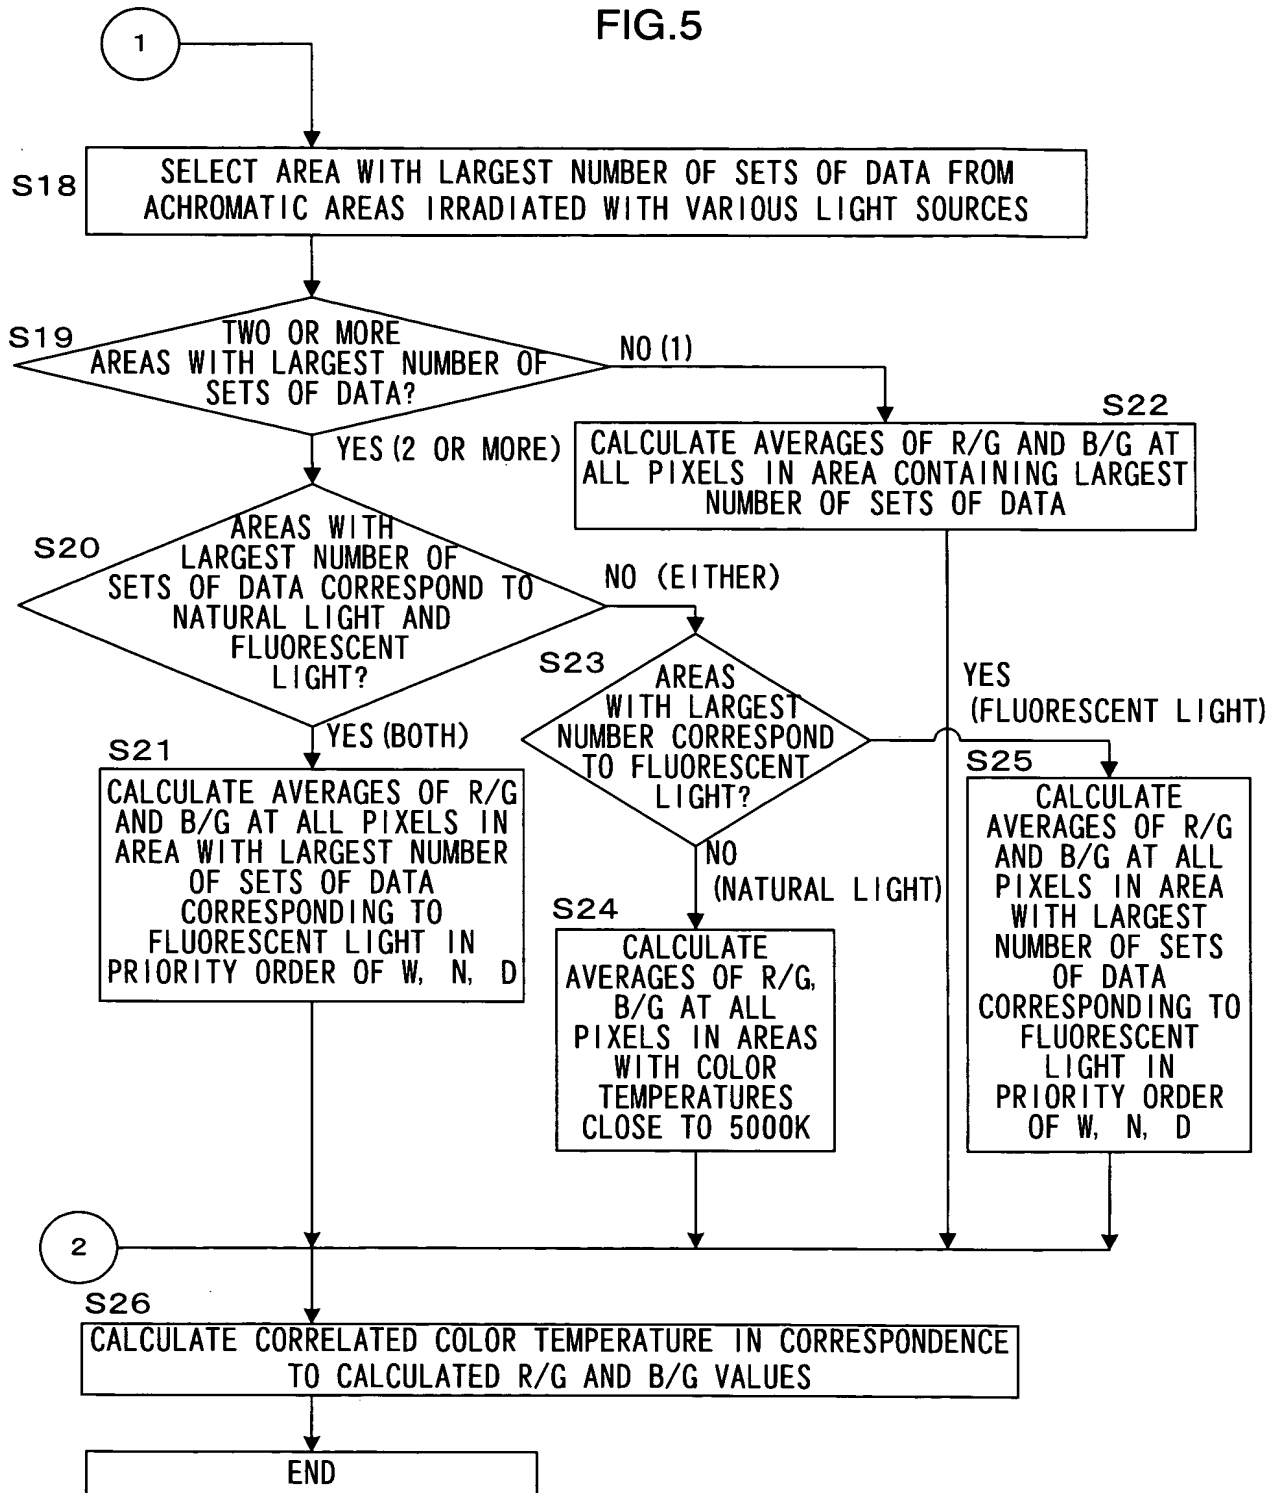 FIG.5
1
S18
SELECT AREA WITH LARGEST NUMBER OF SETS OF DATA FROM
ACHROMATIC AREAS IRRADIATED WITH VARIOUS LIGHT SOURCES
S19
TWO OR MORE
AREAS WITH LARGEST NUMBER OF
SETS OF DATA?
NO(1)
YES(2 OR MORE)
S22
CALCULATE AVERAGES OF R/G AND B/G AT
ALL PIXELS IN AREA CONTAINING LARGEST
NUMBER OF SETS OF DATA
S20
AREAS WITH
LARGEST NUMBER OF
SETS OF DATA CORRESPOND TO
NATURAL LIGHT AND
FLUORESCENT
LIGHT?
NO (EITHER)
YES(BOTH)
S23
AREAS
WITH LARGEST
NUMBER CORRESPOND
TO FLUORESCENT
LIGHT?
YES
(FLUORESCENT LIGHT)
NO
(NATURAL LIGHT)
S21
CALCULATE AVERAGES OF R/G
AND B/G AT ALL PIXELS IN
AREA WITH LARGEST NUMBER
OF SETS OF DATA
CORRESPONDING TO
FLUORESCENT LIGHT IN
PRIORITY ORDER OF W, N, D
S24
CALCULATE
AVERAGES OF R/G,
B/G AT ALL
PIXELS IN AREAS
WITH COLOR
TEMPERATURES
CLOSE TO 5000K
S25
CALCULATE
AVERAGES OF R/G
AND B/G AT ALL
PIXELS IN AREA
WITH LARGEST
NUMBER OF SETS
OF DATA
CORRESPONDING TO
FLUORESCENT
LIGHT IN
PRIORITY ORDER
OF W, N, D
2
S26
CALCULATE CORRELATED COLOR TEMPERATURE IN CORRESPONDENCE
TO CALCULATED R/G AND B/G VALUES
END